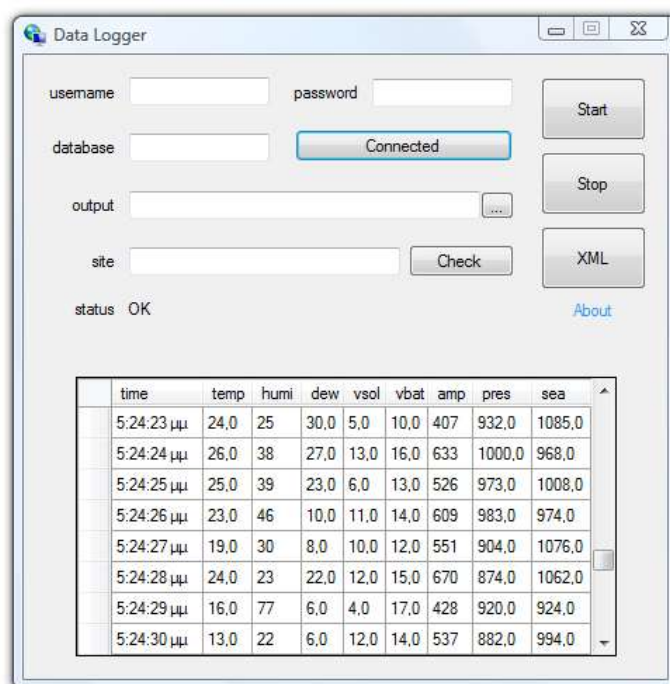 Data Logger
username password Start
database Connected
Stop
output ...
site Check XML
status OK About
time temp humi dew vsol vbat amp pres sea
5:24:23 μμ 24,0 25 30,0 5,0 10,0 407 932,0 1085,0
5:24:24 μμ 26,0 38 27,0 13,0 16,0 633 1000,0 968,0
5:24:25 μμ 25,0 39 23,0 6,0 13,0 526 973,0 1008,0
5:24:26 μμ 23,0 46 10,0 11,0 14,0 609 983,0 974,0
5:24:27 μμ 19,0 30 8,0 10,0 12,0 551 904,0 1076,0
5:24:28 μμ 24,0 23 22,0 12,0 15,0 670 874,0 1062,0
5:24:29 μμ 16,0 77 6,0 4,0 17,0 428 920,0 924,0
5:24:30 μμ 13,0 22 6,0 12,0 14,0 537 882,0 994,0